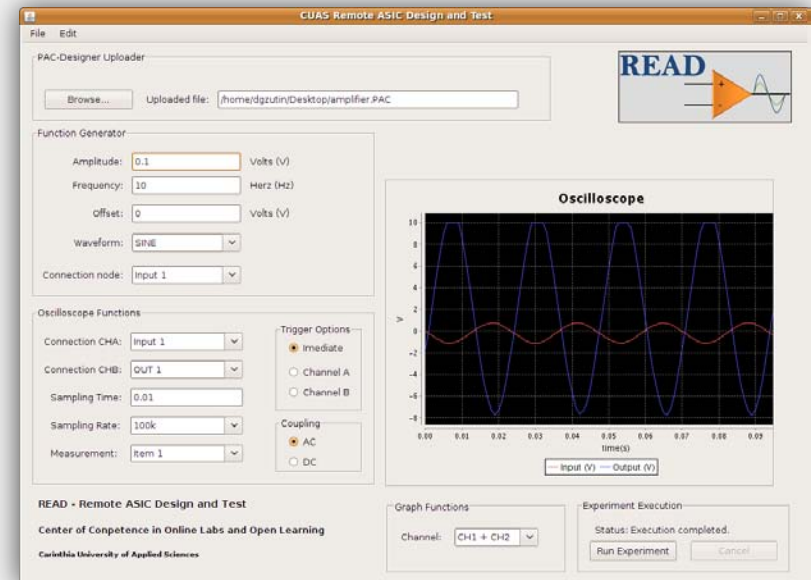 CUAS Remote ASIC Design and Test
File Edit
PAC-Designer Uploader
Browse... Uploaded file: /home/dgzutin/Desktop/amplifier.PAC
READ
Function Generator
Amplitude: 0.1 Volts (V)
Frequency: 10 Herz (Hz)
Offset: 0 Volts (V)
Waveform: SINE
Connection node: Input 1
Oscilloscope Functions
Connection CHA: Input 1
Connection CHB: OUT 1
Sampling Time: 0.01
Sampling Rate: 100k
Measurement: Item 1
Trigger Options
Imediate
Channel A
Channel B
Coupling
AC
DC
Oscilloscope
10
8
6
4
2
0
-2
-4
-6
-8
V
0.00 0.01 0.02 0.03 0.04 0.05 0.06 0.07 0.08 0.09
time(s)
Input (V) Output (V)
READ - Remote ASIC Design and Test
Center of Conpetence in Online Labs and Open Learning
Carinthia University of Applied Sciences
Graph Functions
Channel: CH1 + CH2
Experiment Execution
Status: Execution completed.
Run Experiment Cancel